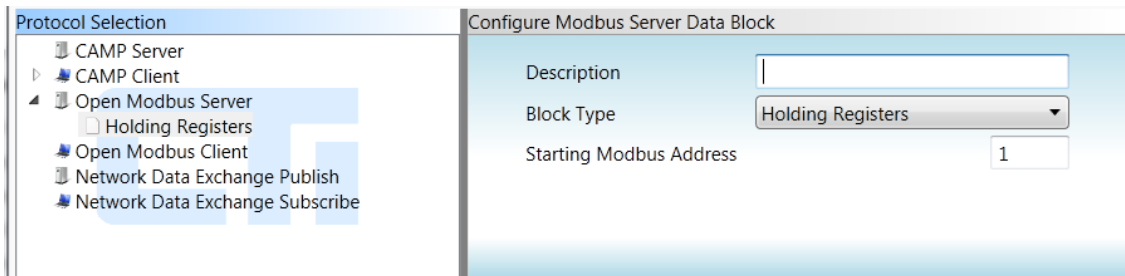 Protocol Selection
CAMP Server
CAMP Client
Open Modbus Server
Holding Registers
Open Modbus Client
Network Data Exchange Publish
Network Data Exchange Subscribe
CTi
Configure Modbus Server Data Block
Description
Block Type Holding Registers
Starting Modbus Address 1